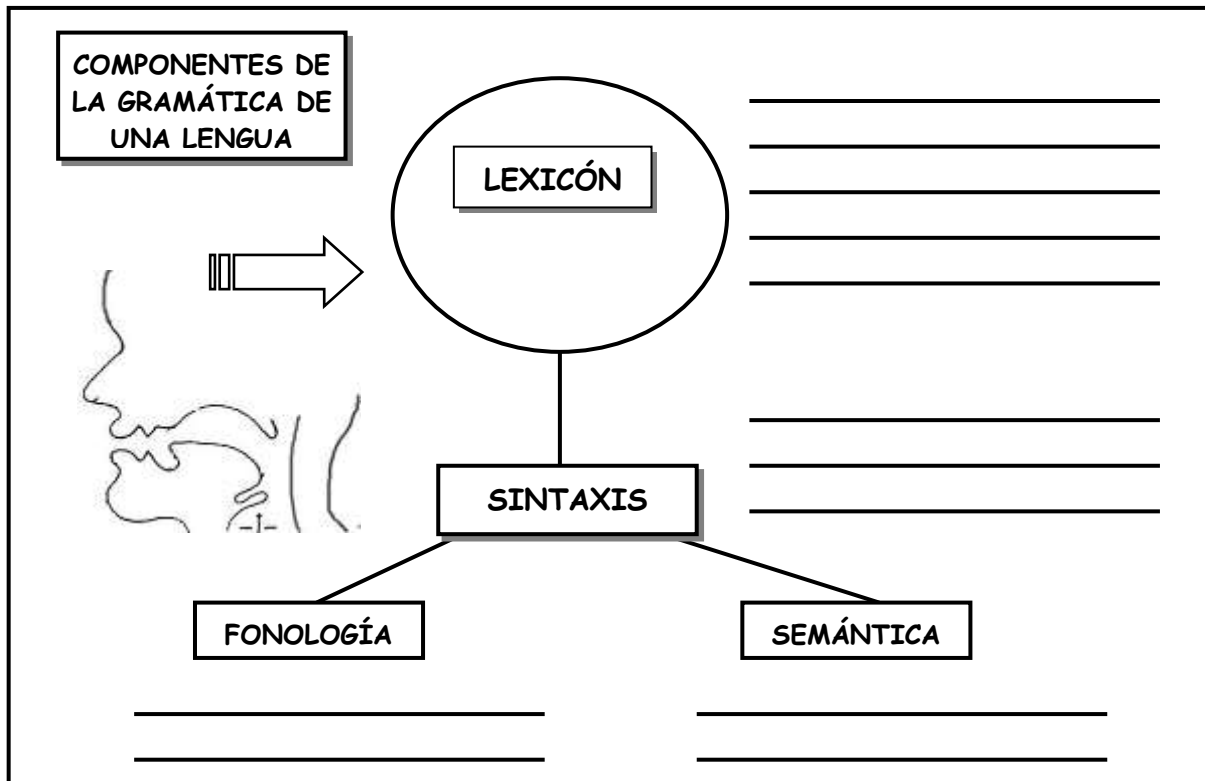 COMPONENTES DE
LA GRAMÁTICA DE
UNA LENGUA
LEXICÓN
SINTAXIS
FONOLOGÍA
SEMÁNTICA